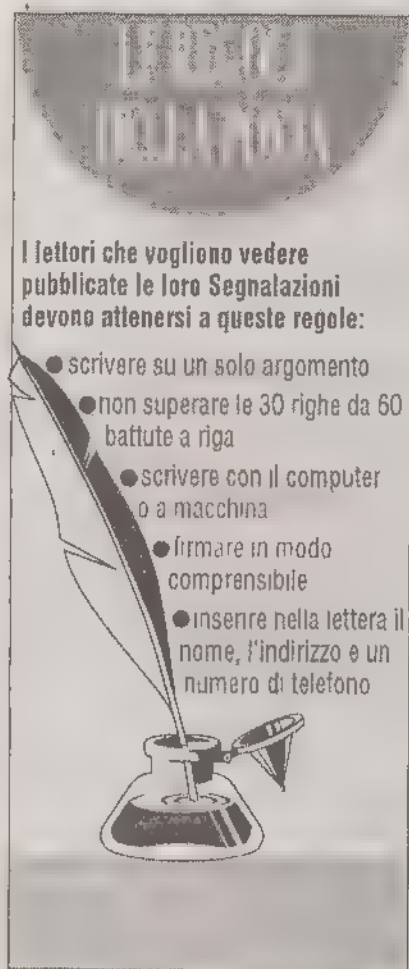 I lettori che vogliono vedere
pubblicate le loro Segnalazioni
devono attenersi a queste regole:
● scrivere su un solo argomento
● non superare le 30 righe da 60
battute a riga
● scrivere con il computer
o a macchina
● firmare in modo
comprensibile
● inserire nella lettera il
nome, l'indirizzo e un
numero di telefono